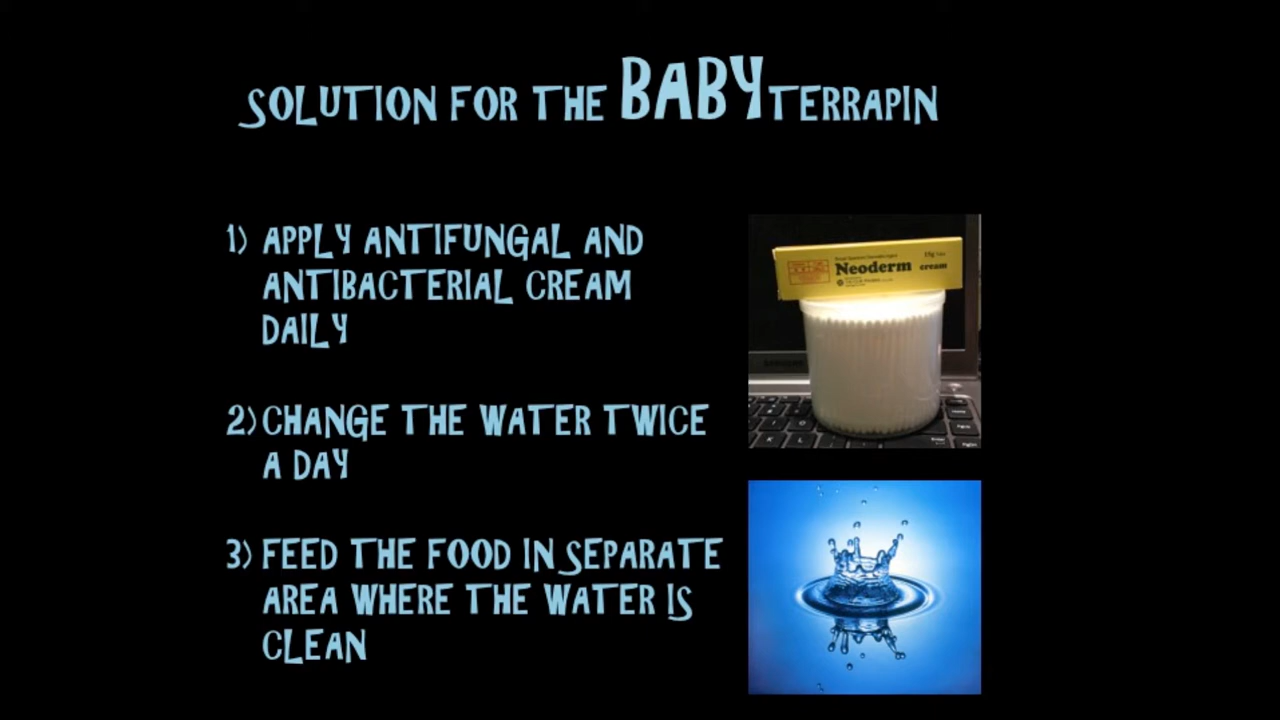 SOLUTION FOR THE BABY TERRAPIN
1) APPLY ANTIFUNGAL AND
ANTIBACTERIAL CREAM
DAILY
2) CHANGE THE WATER TWICE
A DAY
3) FEED THE FOOD IN SEPARATE
AREA WHERE THE WATER IS
CLEAN
15g
Neoderm cream